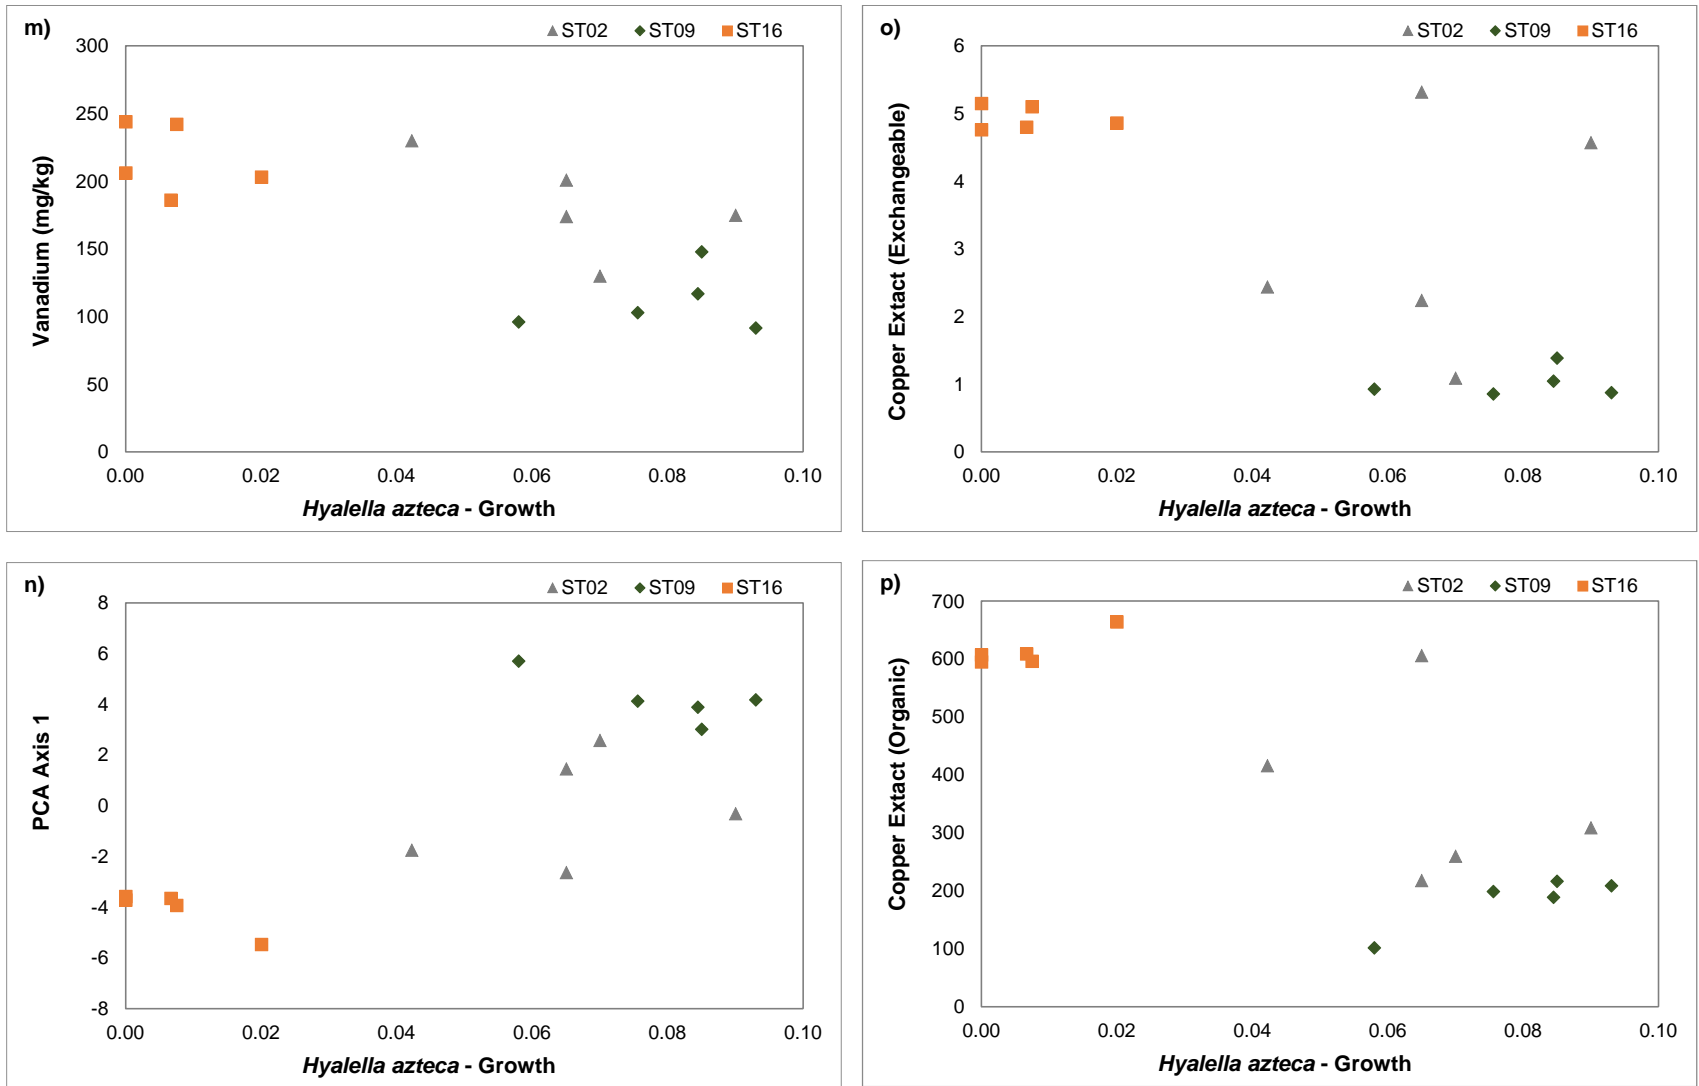 m)
ST02 ST09 ST16
300
250
200
150
100
50
0
Vanadium (mg/kg)
0.00 0.02 0.04 0.06 0.08 0.10
Hyalella azteca - Growth
o)
ST02 ST09 ST16
6
5
4
3
2
1
0
Copper Extact (Exchangeable)
0.00 0.02 0.04 0.06 0.08 0.10
Hyalella azteca - Growth
n)
ST02 ST09 ST16
8
6
4
2
0
-2
-4
-6
-8
PCA Axis 1
0.00 0.02 0.04 0.06 0.08 0.10
Hyalella azteca - Growth
p)
ST02 ST09 ST16
700
600
500
400
300
200
100
0
Copper Extact (Organic)
0.00 0.02 0.04 0.06 0.08 0.10
Hyalella azteca - Growth